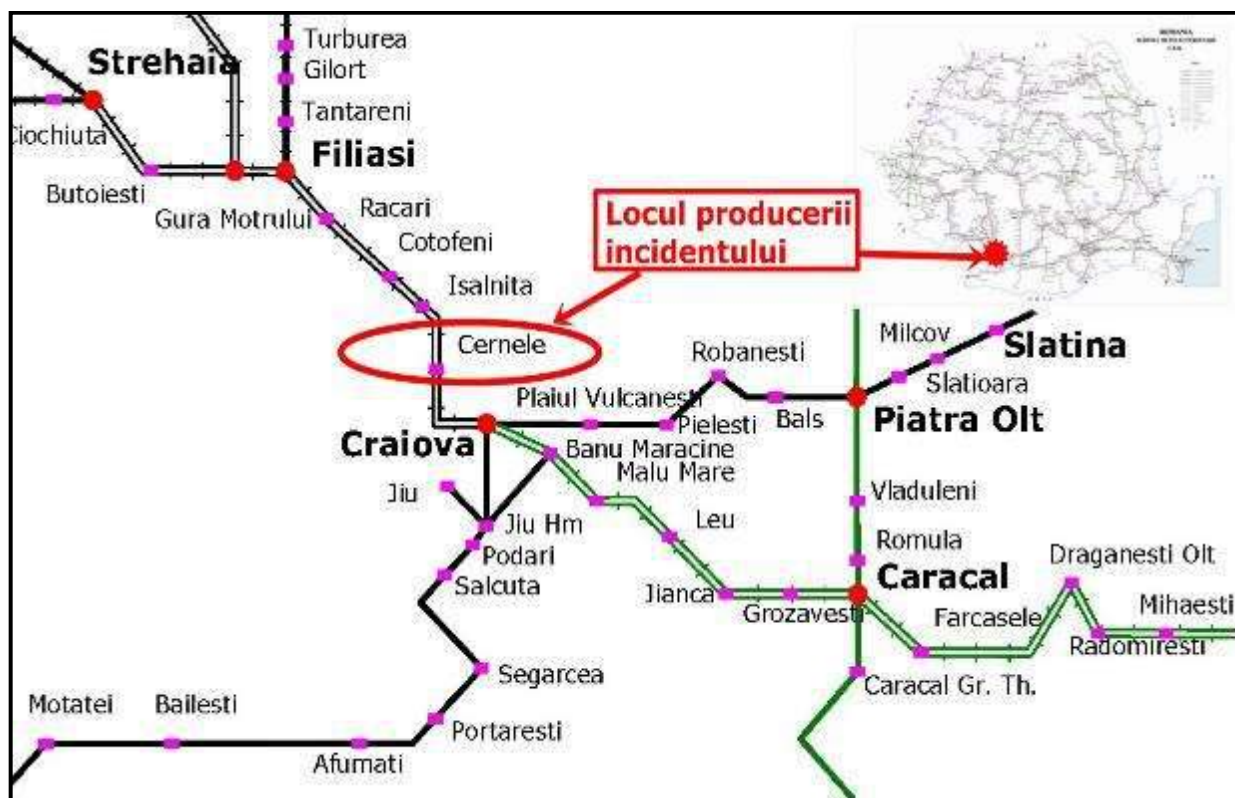 Turburea
Gilort
Strehaia
Ciochiuta
Tantareni
Filiasi
Butoiesti
Gura Motrului
Racari
Cotofeni
Isalnita
Locul producerii
incidentului
ROMANIA
Cernele
Robanesti
Milcov
Slatina
Slatioara
Plaiul Vulcanesti
Pielesti
Bals
Piatra Olt
Craiova
Banu Maracine
Malu Mare
Jiu
Jiu Hm
Podari
Salcuta
Leu
Vladuleni
Romula
Caracal
Draganesti Olt
Jianca
Grozavesti
Farcasele
Mihaesti
Radomiresti
Caracal Gr. Th.
Segarcea
Motatei
Bailesti
Portaresti
Afumati